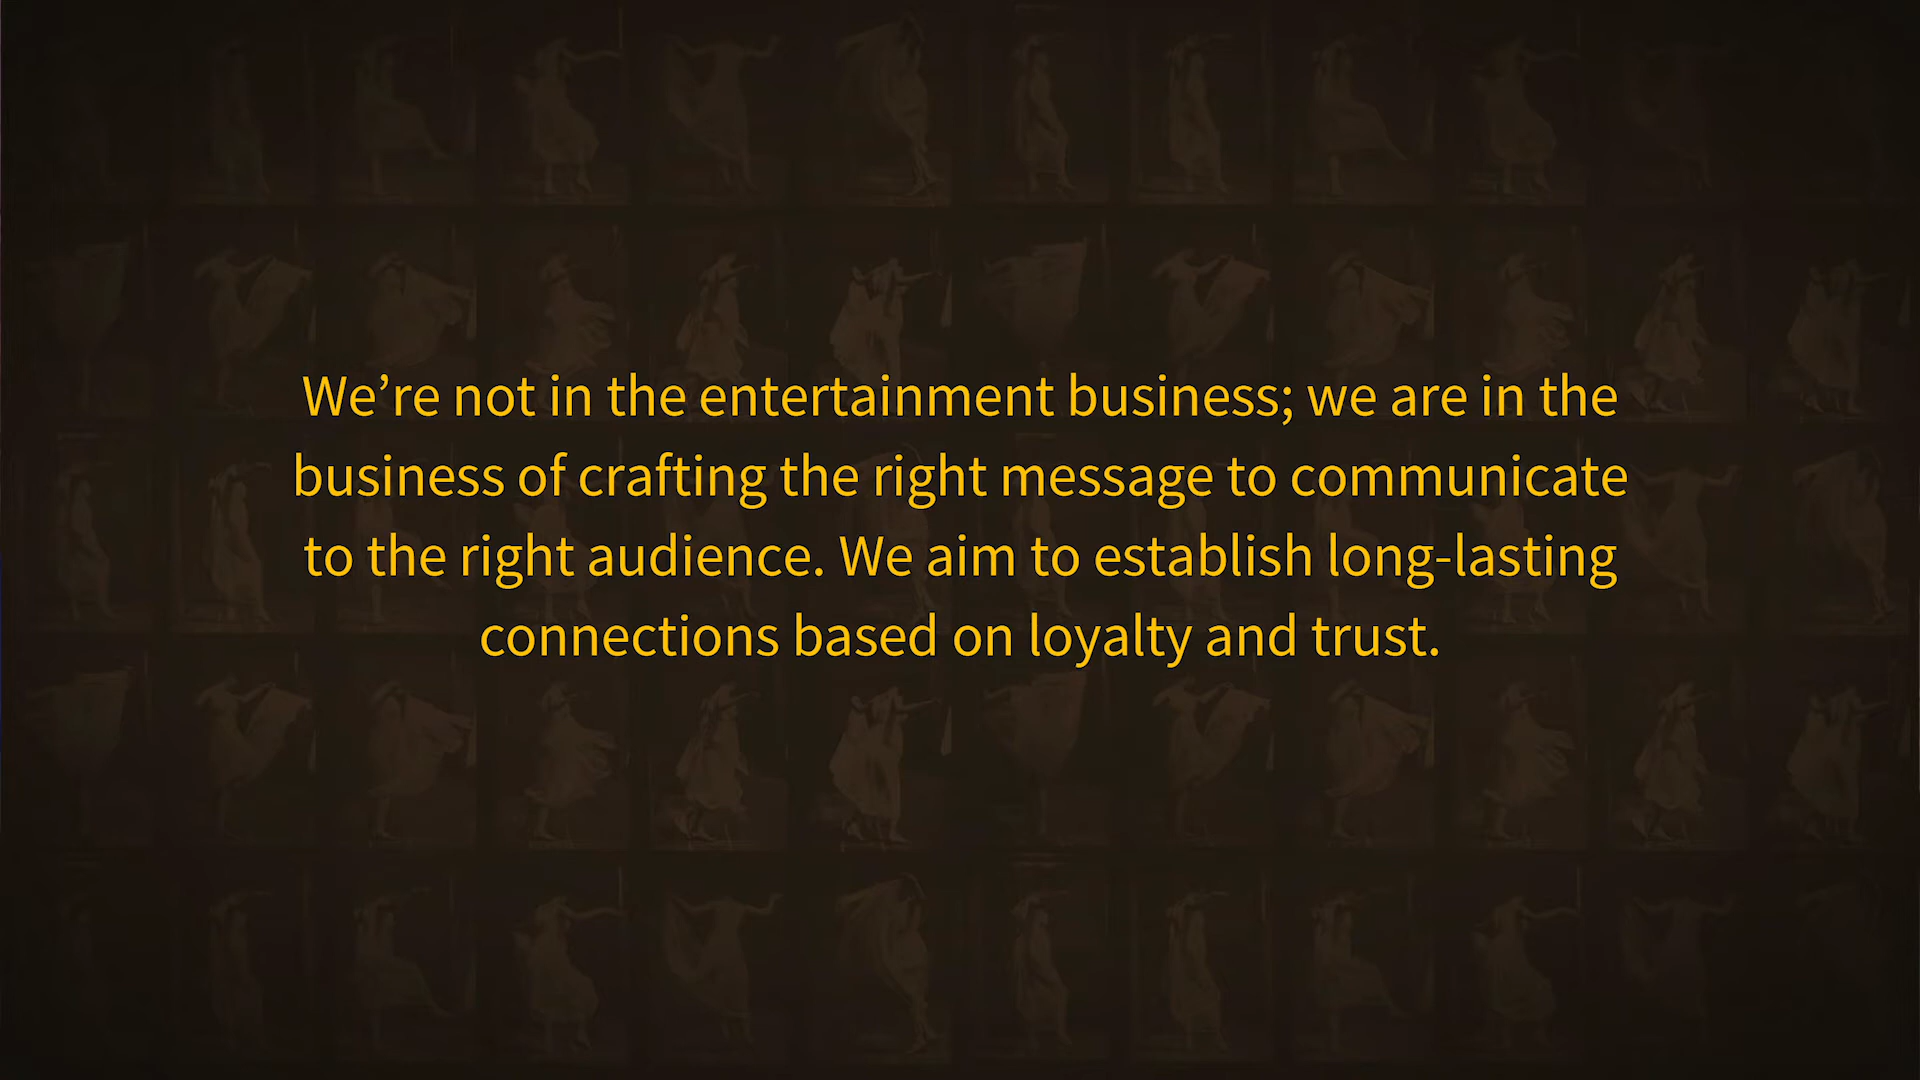 We’re not in the entertainment business; we are in the
business of crafting the right message to communicate
to the right audience. We aim to establish long-lasting
connections based on loyalty and trust.